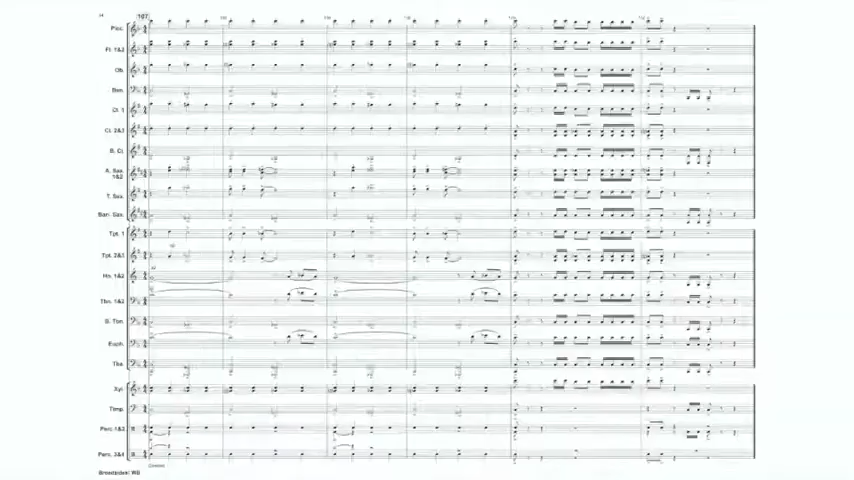 14
107
Picc.
Fl. 1&2
Ob.
Bsn.
Cl. 1
Cl. 2&3
B. Cl.
A. Sax. 1&2
T. Sax.
Bari. Sax.
Tpt. 1
Tpt. 2&3
Hn. 1&2
Tbn. 1&2
B. Tbn.
Euph.
Tba.
Xyl.
Timp.
Perc. 1&2
Perc. 3&4